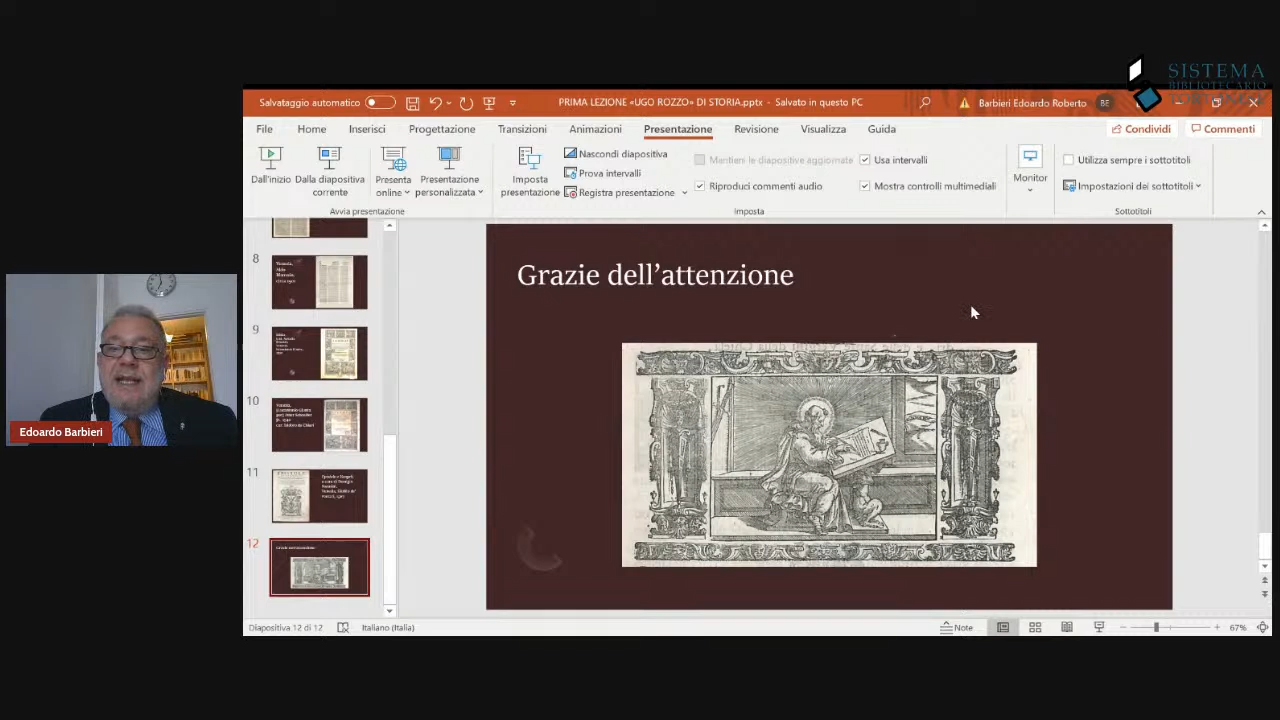 SISTEMA
BIBLIOTECARIO
Salvataggio automatico
PRIMA LEZIONE «UGO ROZZO» DI STORIA.pptx - Salvato in questo PC
Barbieri Edoardo Roberto
BE
File
Home
Inserisci
Progettazione
Transizioni
Animazioni
Presentazione
Revisione
Visualizza
Guida
Condividi
Commenti
Dall'inizio
Dalla diapositiva
corrente
Presenta
online
Presentazione
personalizzata
Avvia presentazione
Imposta
presentazione
Nascondi diapositiva
Prova intervalli
Registra presentazione
Mantieni le diapositive aggiornate
Riproduci commenti audio
Usa intervalli
Mostra controlli multimediali
Imposta
Monitor
Utilizza sempre i sottotitoli
Impostazioni dei sottotitoli
Sottotitoli
8
9
10
11
12
Grazie dell'attenzione
Edoardo Barbieri
Diapositiva 12 di 12
Italiano (Italia)
Note
67%